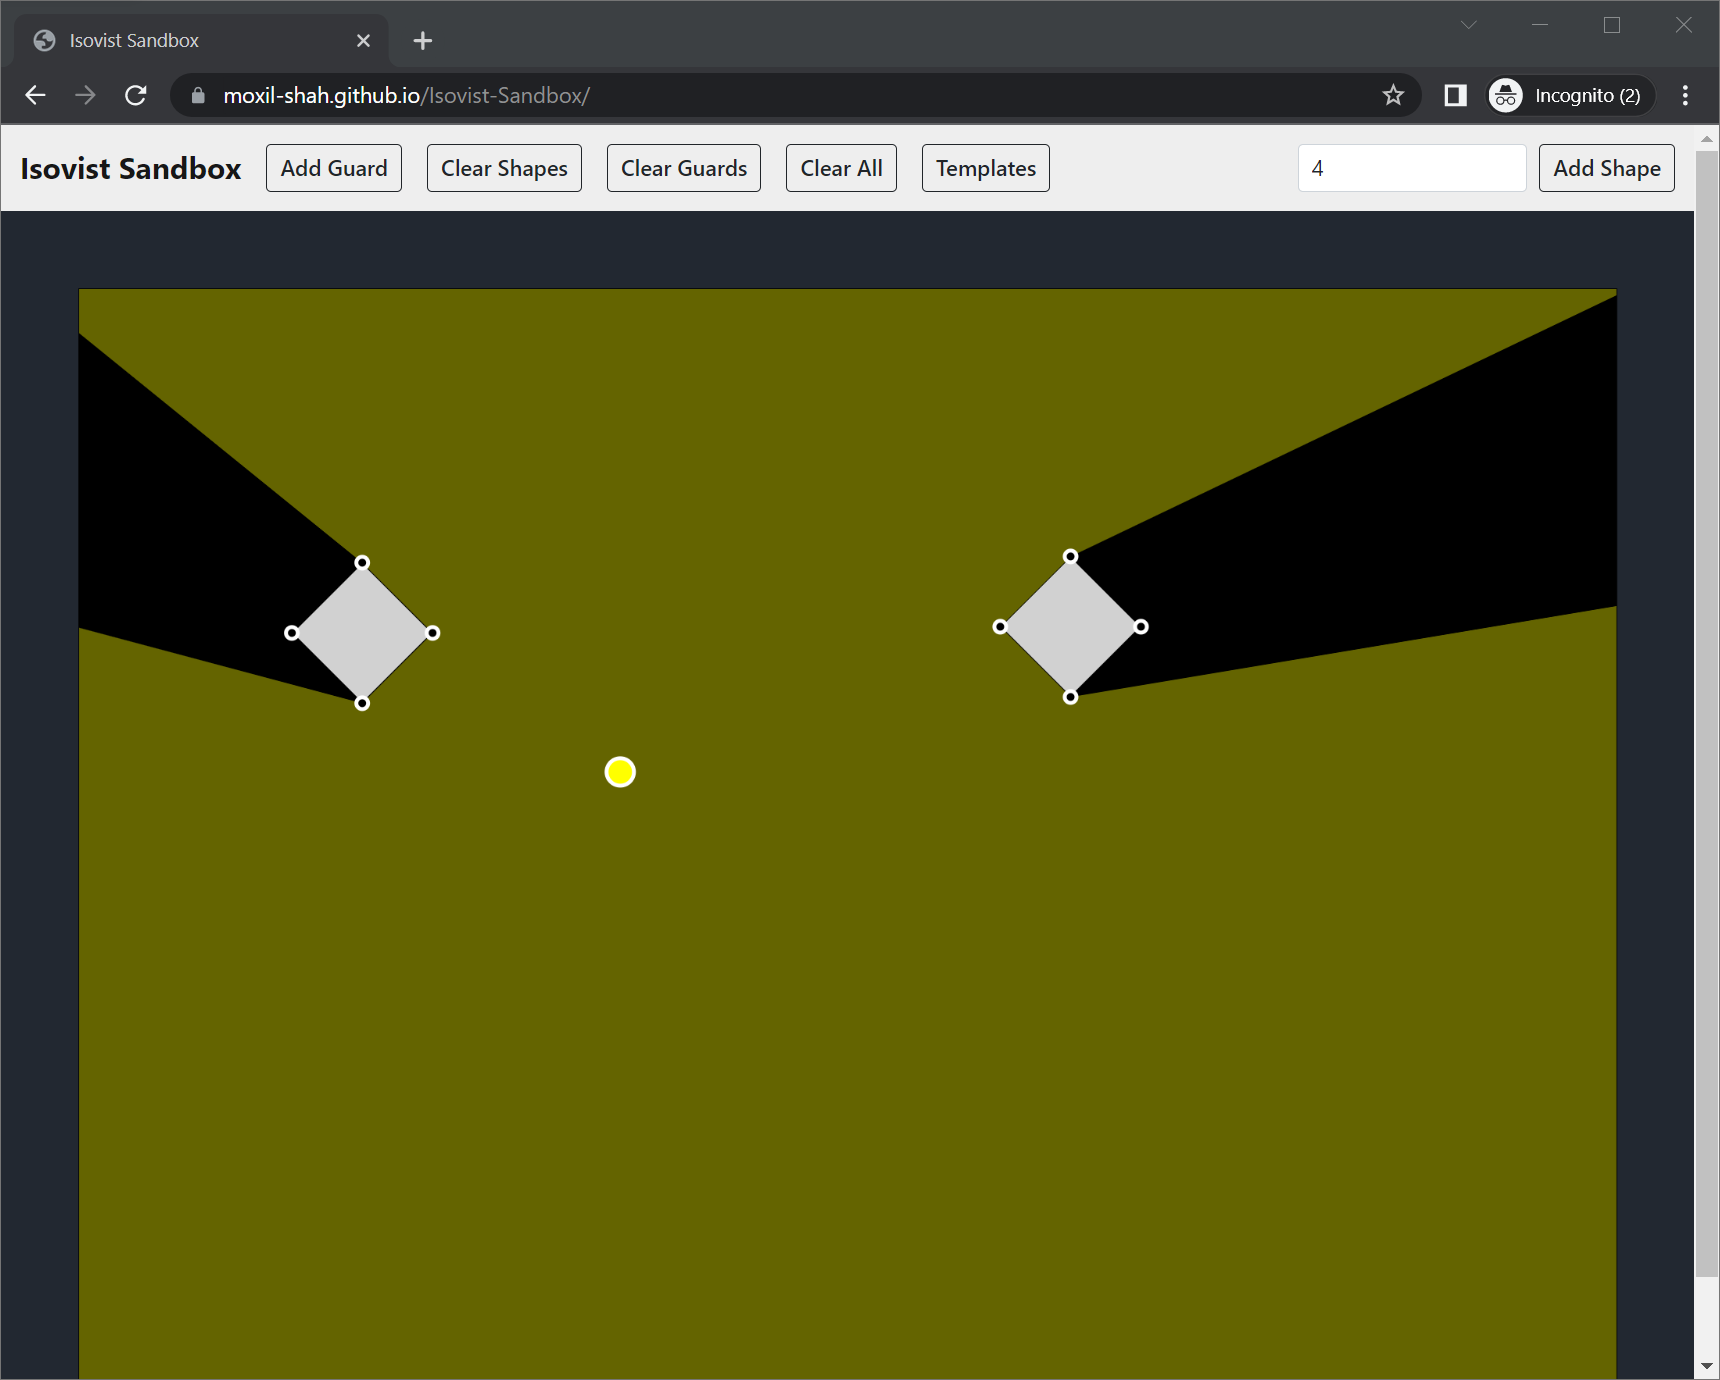 Isovist Sandbox
moxil-shah.github.io/Isovist-Sandbox/
Incognito (2)
Isovist Sandbox Add Guard Clear Shapes Clear Guards Clear All Templates 4 Add Shape